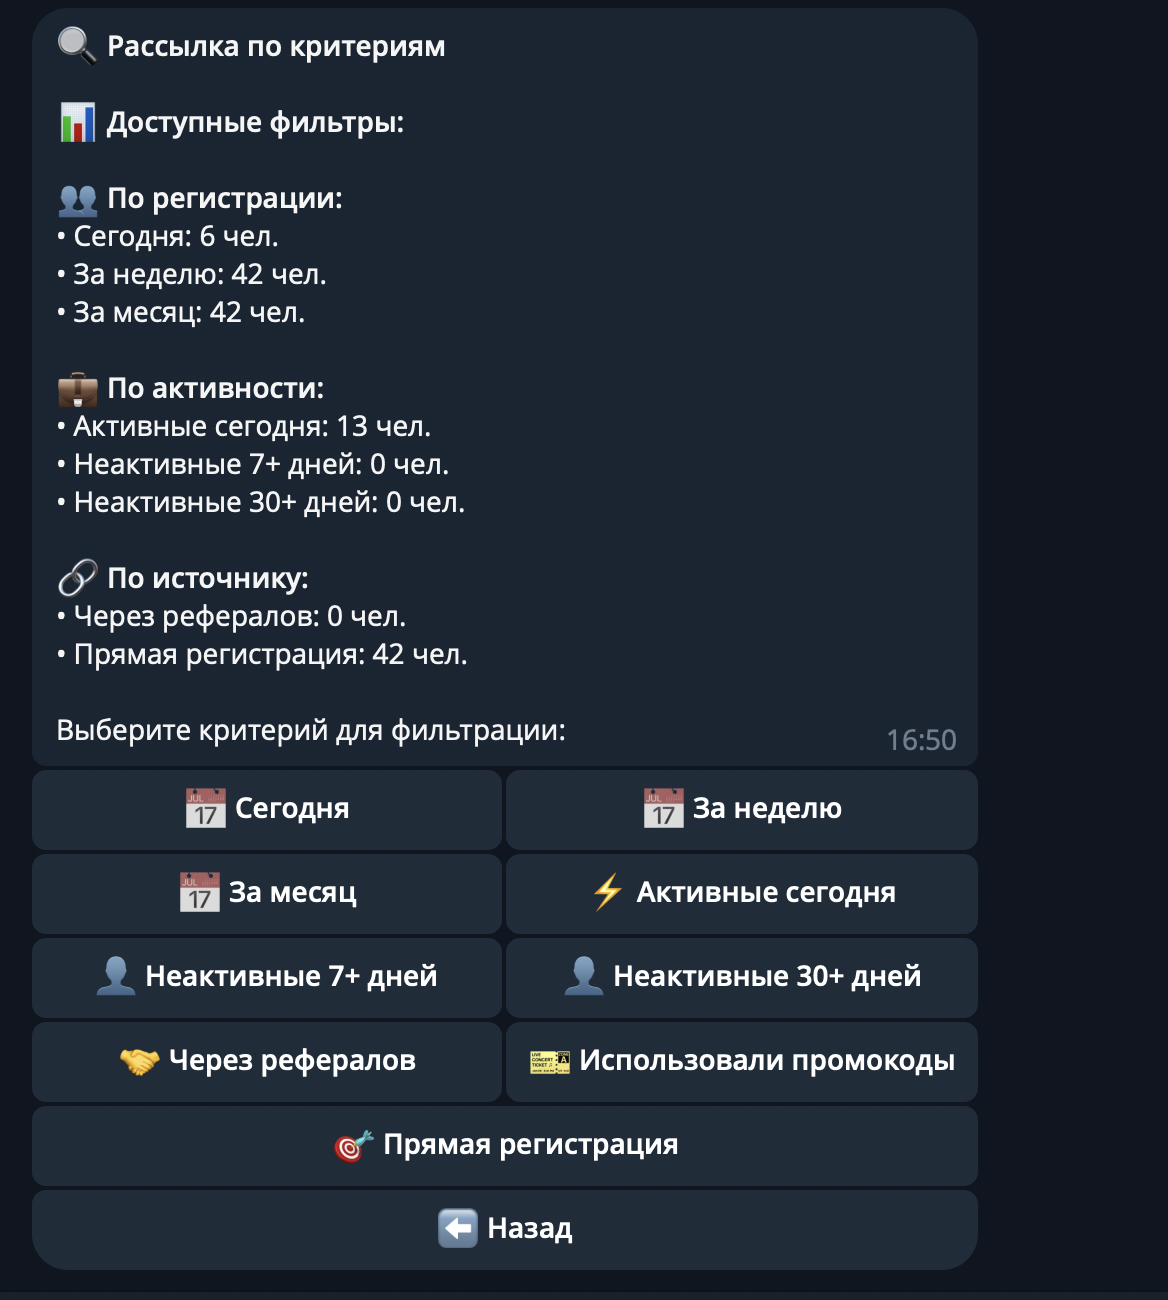 🔍 Рассылка по критериям
📊 Доступные фильтры:
👥 По регистрации:
• Сегодня: 6 чел.
• За неделю: 42 чел.
• За месяц: 42 чел.
💼 По активности:
• Активные сегодня: 13 чел.
• Неактивные 7+ дней: 0 чел.
• Неактивные 30+ дней: 0 чел.
🔗 По источнику:
• Через рефералов: 0 чел.
• Прямая регистрация: 42 чел.
Выберите критерий для фильтрации:
16:50
📅 Сегодня
📅 За неделю
📅 За месяц
⚡ Активные сегодня
👤 Неактивные 7+ дней
👤 Неактивные 30+ дней
🤝 Через рефералов
🎫 Использовали промокоды
🎯 Прямая регистрация
⬅️ Назад